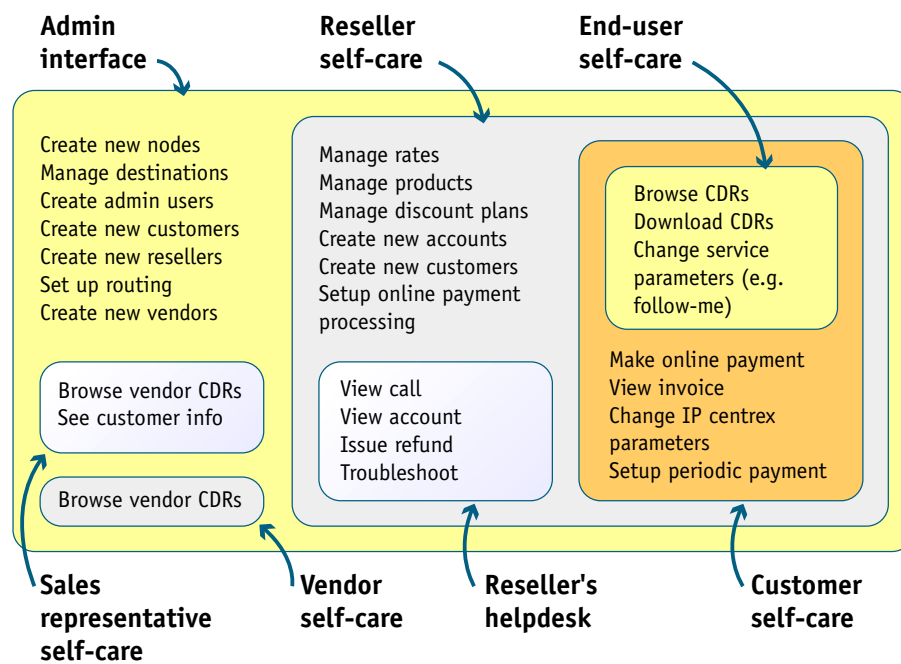 Admin
interface
Reseller
self-care
End-user
self-care
Create new nodes
Manage destinations
Create admin users
Create new customers
Create new resellers
Set up routing
Create new vendors
Manage rates
Manage products
Manage discount plans
Create new accounts
Create new customers
Setup online payment
processing
Browse CDRs
Download CDRs
Change service
parameters (e.g.
follow-me)
Browse vendor CDRs
See customer info
View call
View account
Issue refund
Troubleshoot
Make online payment
View invoice
Change IP centrex
parameters
Setup periodic payment
Browse vendor CDRs
Sales
representative
self-care
Vendor
self-care
Reseller's
helpdesk
Customer
self-care